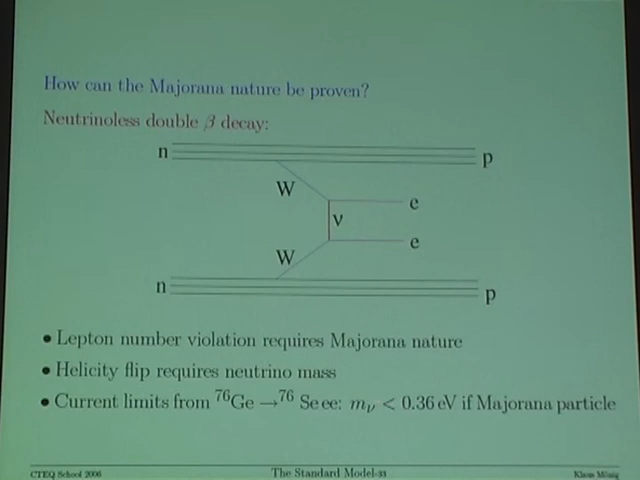 How can the Majorana nature be proven?
Neutrinoless double β decay:
n p
W
e
ν
e
W
n p
• Lepton number violation requires Majorana nature
• Helicity flip requires neutrino mass
• Current limits from ⁷⁶Ge →⁷⁶ Se ee: mᵥ < 0.36 eV if Majorana particle
CTEQ School 2006 The Standard Model-33 Klaus Mönig